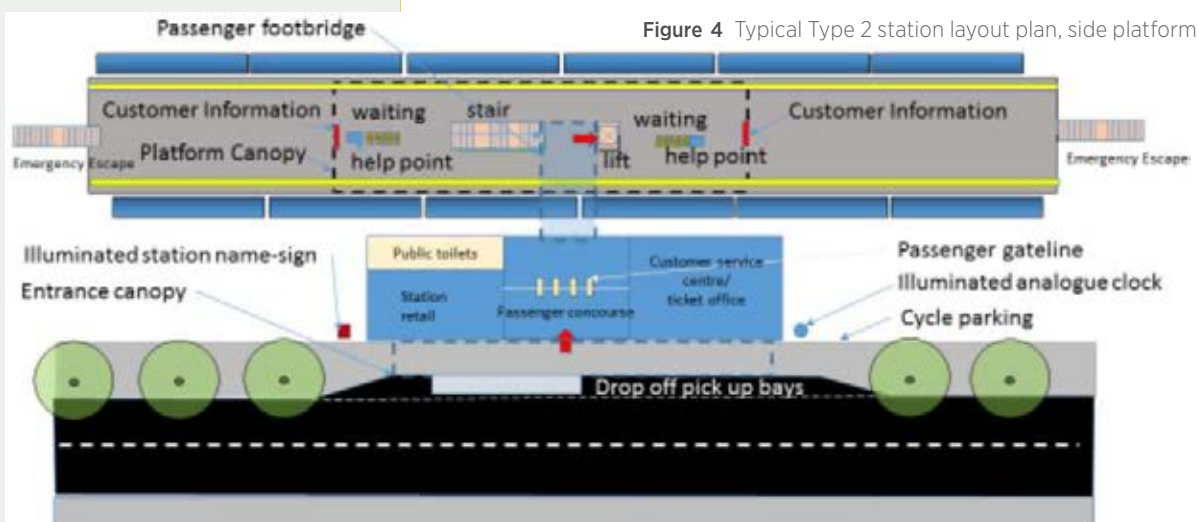 Passenger footbridge
Figure 4 Typical Type 2 station layout plan, side platform
Customer Information
waiting
stair
waiting
Customer Information
Emergency Escape
Platform Canopy
help point
lift
help point
Emergency Escape
Illuminated station name-sign
Entrance canopy
Public toilets
Station
retail
Passenger concourse
Customer service
centre/
ticket office
Passenger gateline
Illuminated analogue clock
Cycle parking
Drop off pick up bays